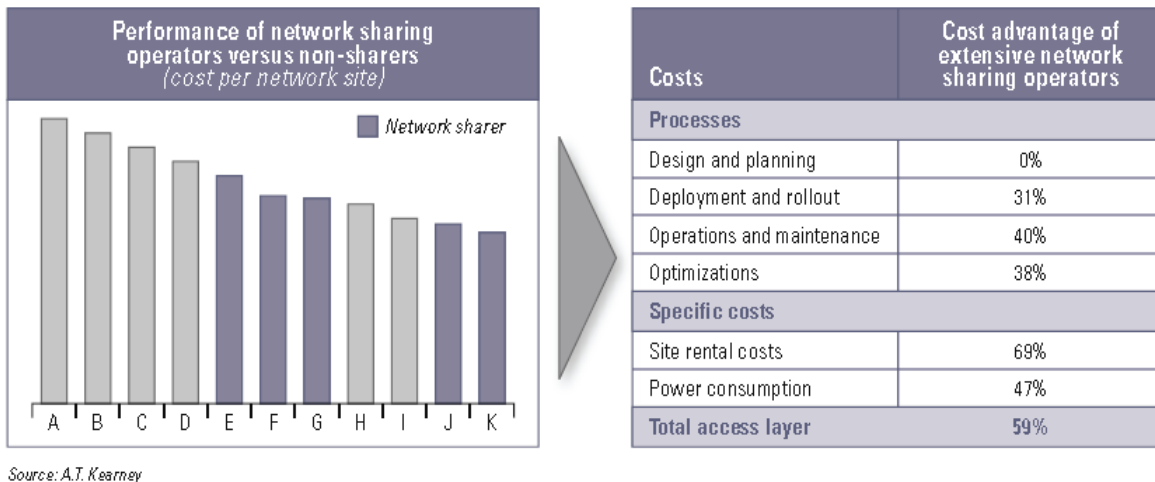 Performance of network sharing
operators versus non-sharers
(cost per network site)
Network sharer
A B C D E F G H I J K
Costs
Cost advantage of
extensive network
sharing operators
Processes
Design and planning 0%
Deployment and rollout 31%
Operations and maintenance 40%
Optimizations 38%
Specific costs
Site rental costs 69%
Power consumption 47%
Total access layer 59%
Source: A.T. Kearney